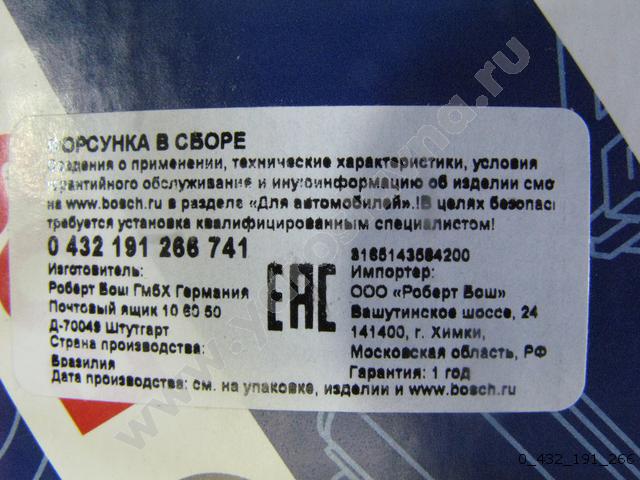 ФОРСУНКА В СБОРЕ
Сведения о применении, технические характеристики, условия
гарантийного обслуживания и иную информацию об изделии смо
на www.bosch.ru в разделе «Для автомобилей».!В целях безопас
требуется установка квалифицированным специалистом!
0 432 191 266 741
Изготовитель:
Роберт Бош ГмбХ Германия
Почтовый ящик 10 60 50
Д-70049 Штутгарт
Страна производства:
Бразилия
Дата производства: см. на упаковке, изделии и www.bosch.ru
EAC
3165143584200
Импортер:
ООО «Роберт Бош»
Вашутинское шоссе, 24
141400, г. Химки,
Московская область, РФ
Гарантия: 1 год
0_432_191_266